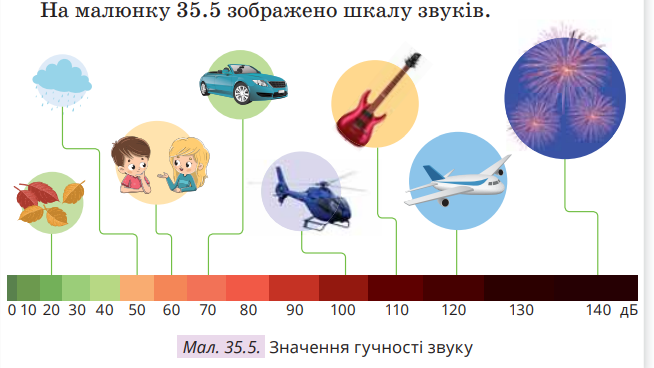 На малюнку 35.5 зображено шкалу звуків.
0 10 20 30 40 50 60 70 80 90 100 110 120 130 140 дБ
Мал. 35.5. Значення гучності звуку